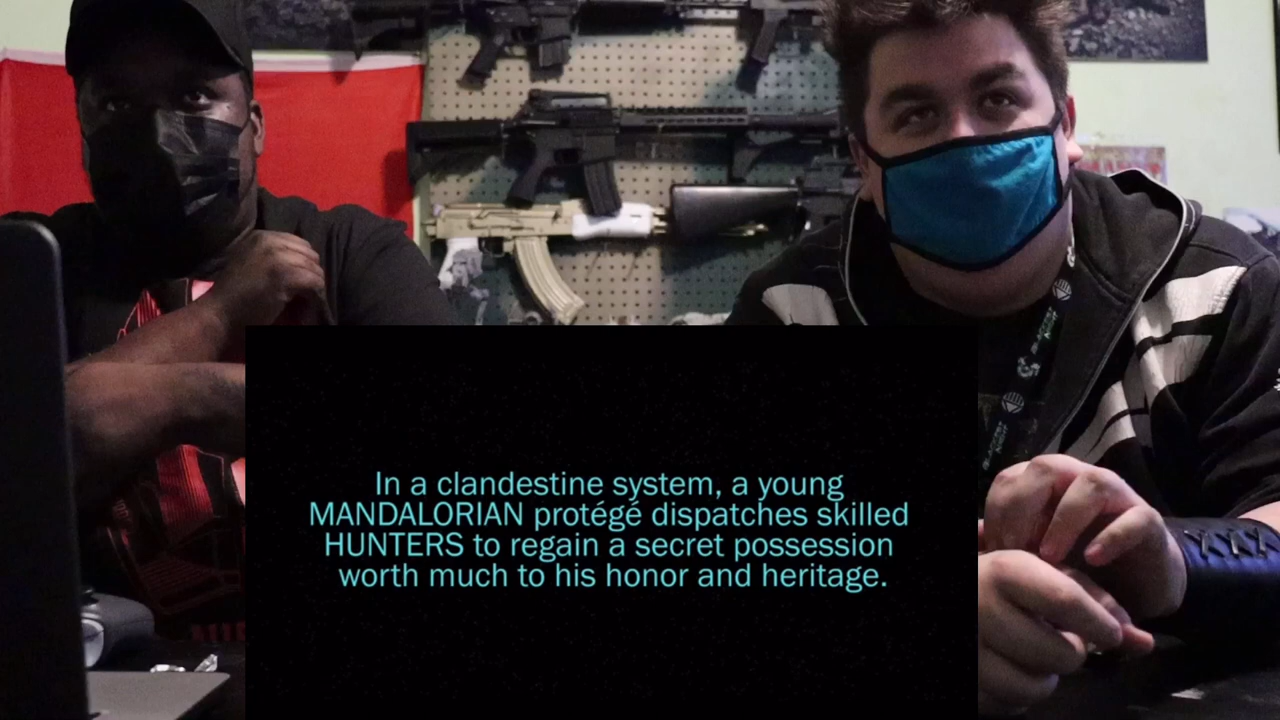 In a clandestine system, a young
MANDALORIAN protégé dispatches skilled
HUNTERS to regain a secret possession
worth much to his honor and heritage.